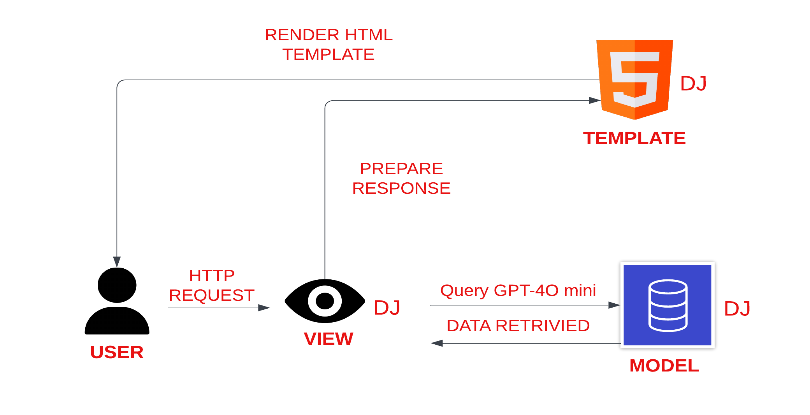 RENDER HTML
TEMPLATE
DJ
TEMPLATE
PREPARE
RESPONSE
HTTP
REQUEST
USER
DJ
VIEW
Query GPT-4O mini
DATA RETRIVIED
DJ
MODEL